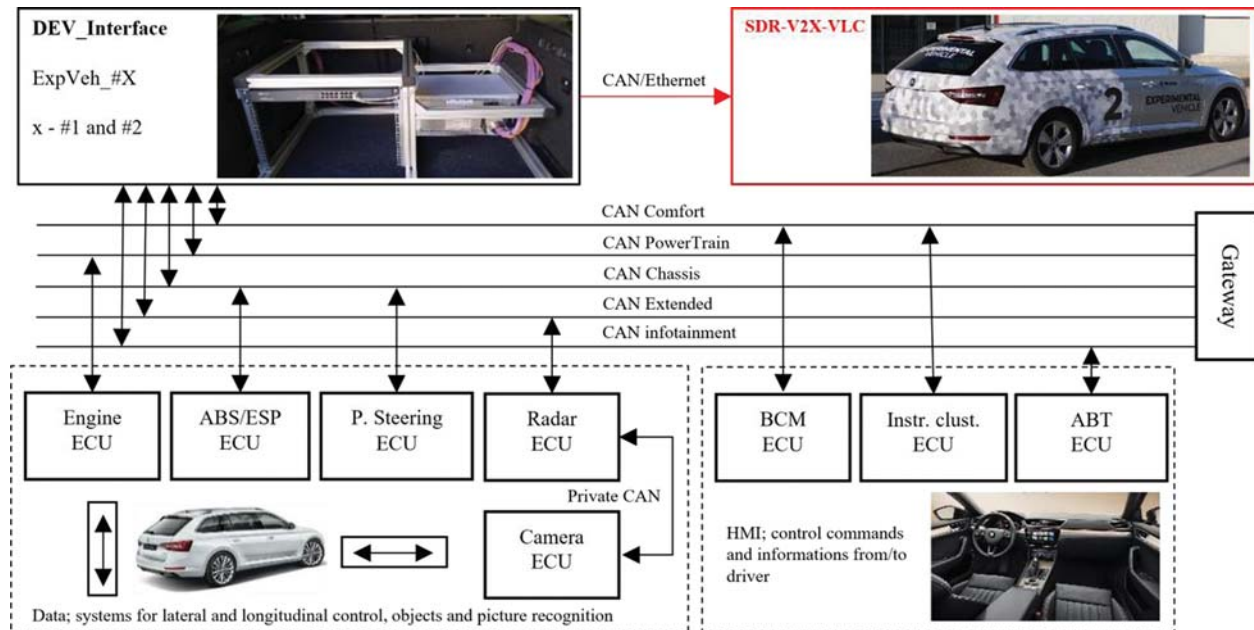 DEV_Interface
ExpVeh_#X
x - #1 and #2
CAN/Ethernet
SDR-V2X-VLC
EXPERIMENTAL
VEHICLE
2
EXPERIMENTAL
VEHICLE
CAN Comfort
CAN PowerTrain
CAN Chassis
CAN Extended
CAN infotainment
Gateway
Engine
ECU
ABS/ESP
ECU
P. Steering
ECU
Radar
ECU
BCM
ECU
Instr. clust.
ECU
ABT
ECU
Private CAN
Camera
ECU
HMI; control commands
and informations from/to
driver
Data; systems for lateral and longitudinal control, objects and picture recognition